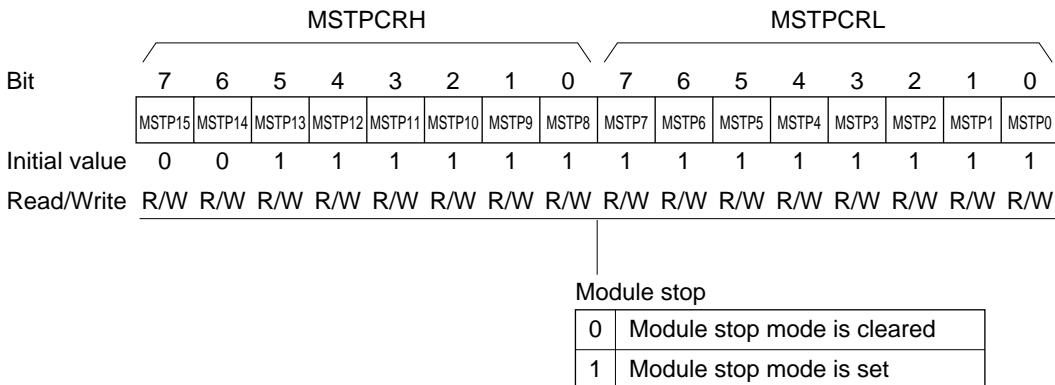 MSTPCRH MSTPCRL
Bit 7 6 5 4 3 2 1 0 7 6 5 4 3 2 1 0
MSTP15 MSTP14 MSTP13 MSTP12 MSTP11 MSTP10 MSTP9 MSTP8 MSTP7 MSTP6 MSTP5 MSTP4 MSTP3 MSTP2 MSTP1 MSTP0
Initial value 0 0 1 1 1 1 1 1 1 1 1 1 1 1 1 1
Read/Write R/W R/W R/W R/W R/W R/W R/W R/W R/W R/W R/W R/W R/W R/W R/W R/W
Module stop
0 Module stop mode is cleared
1 Module stop mode is set